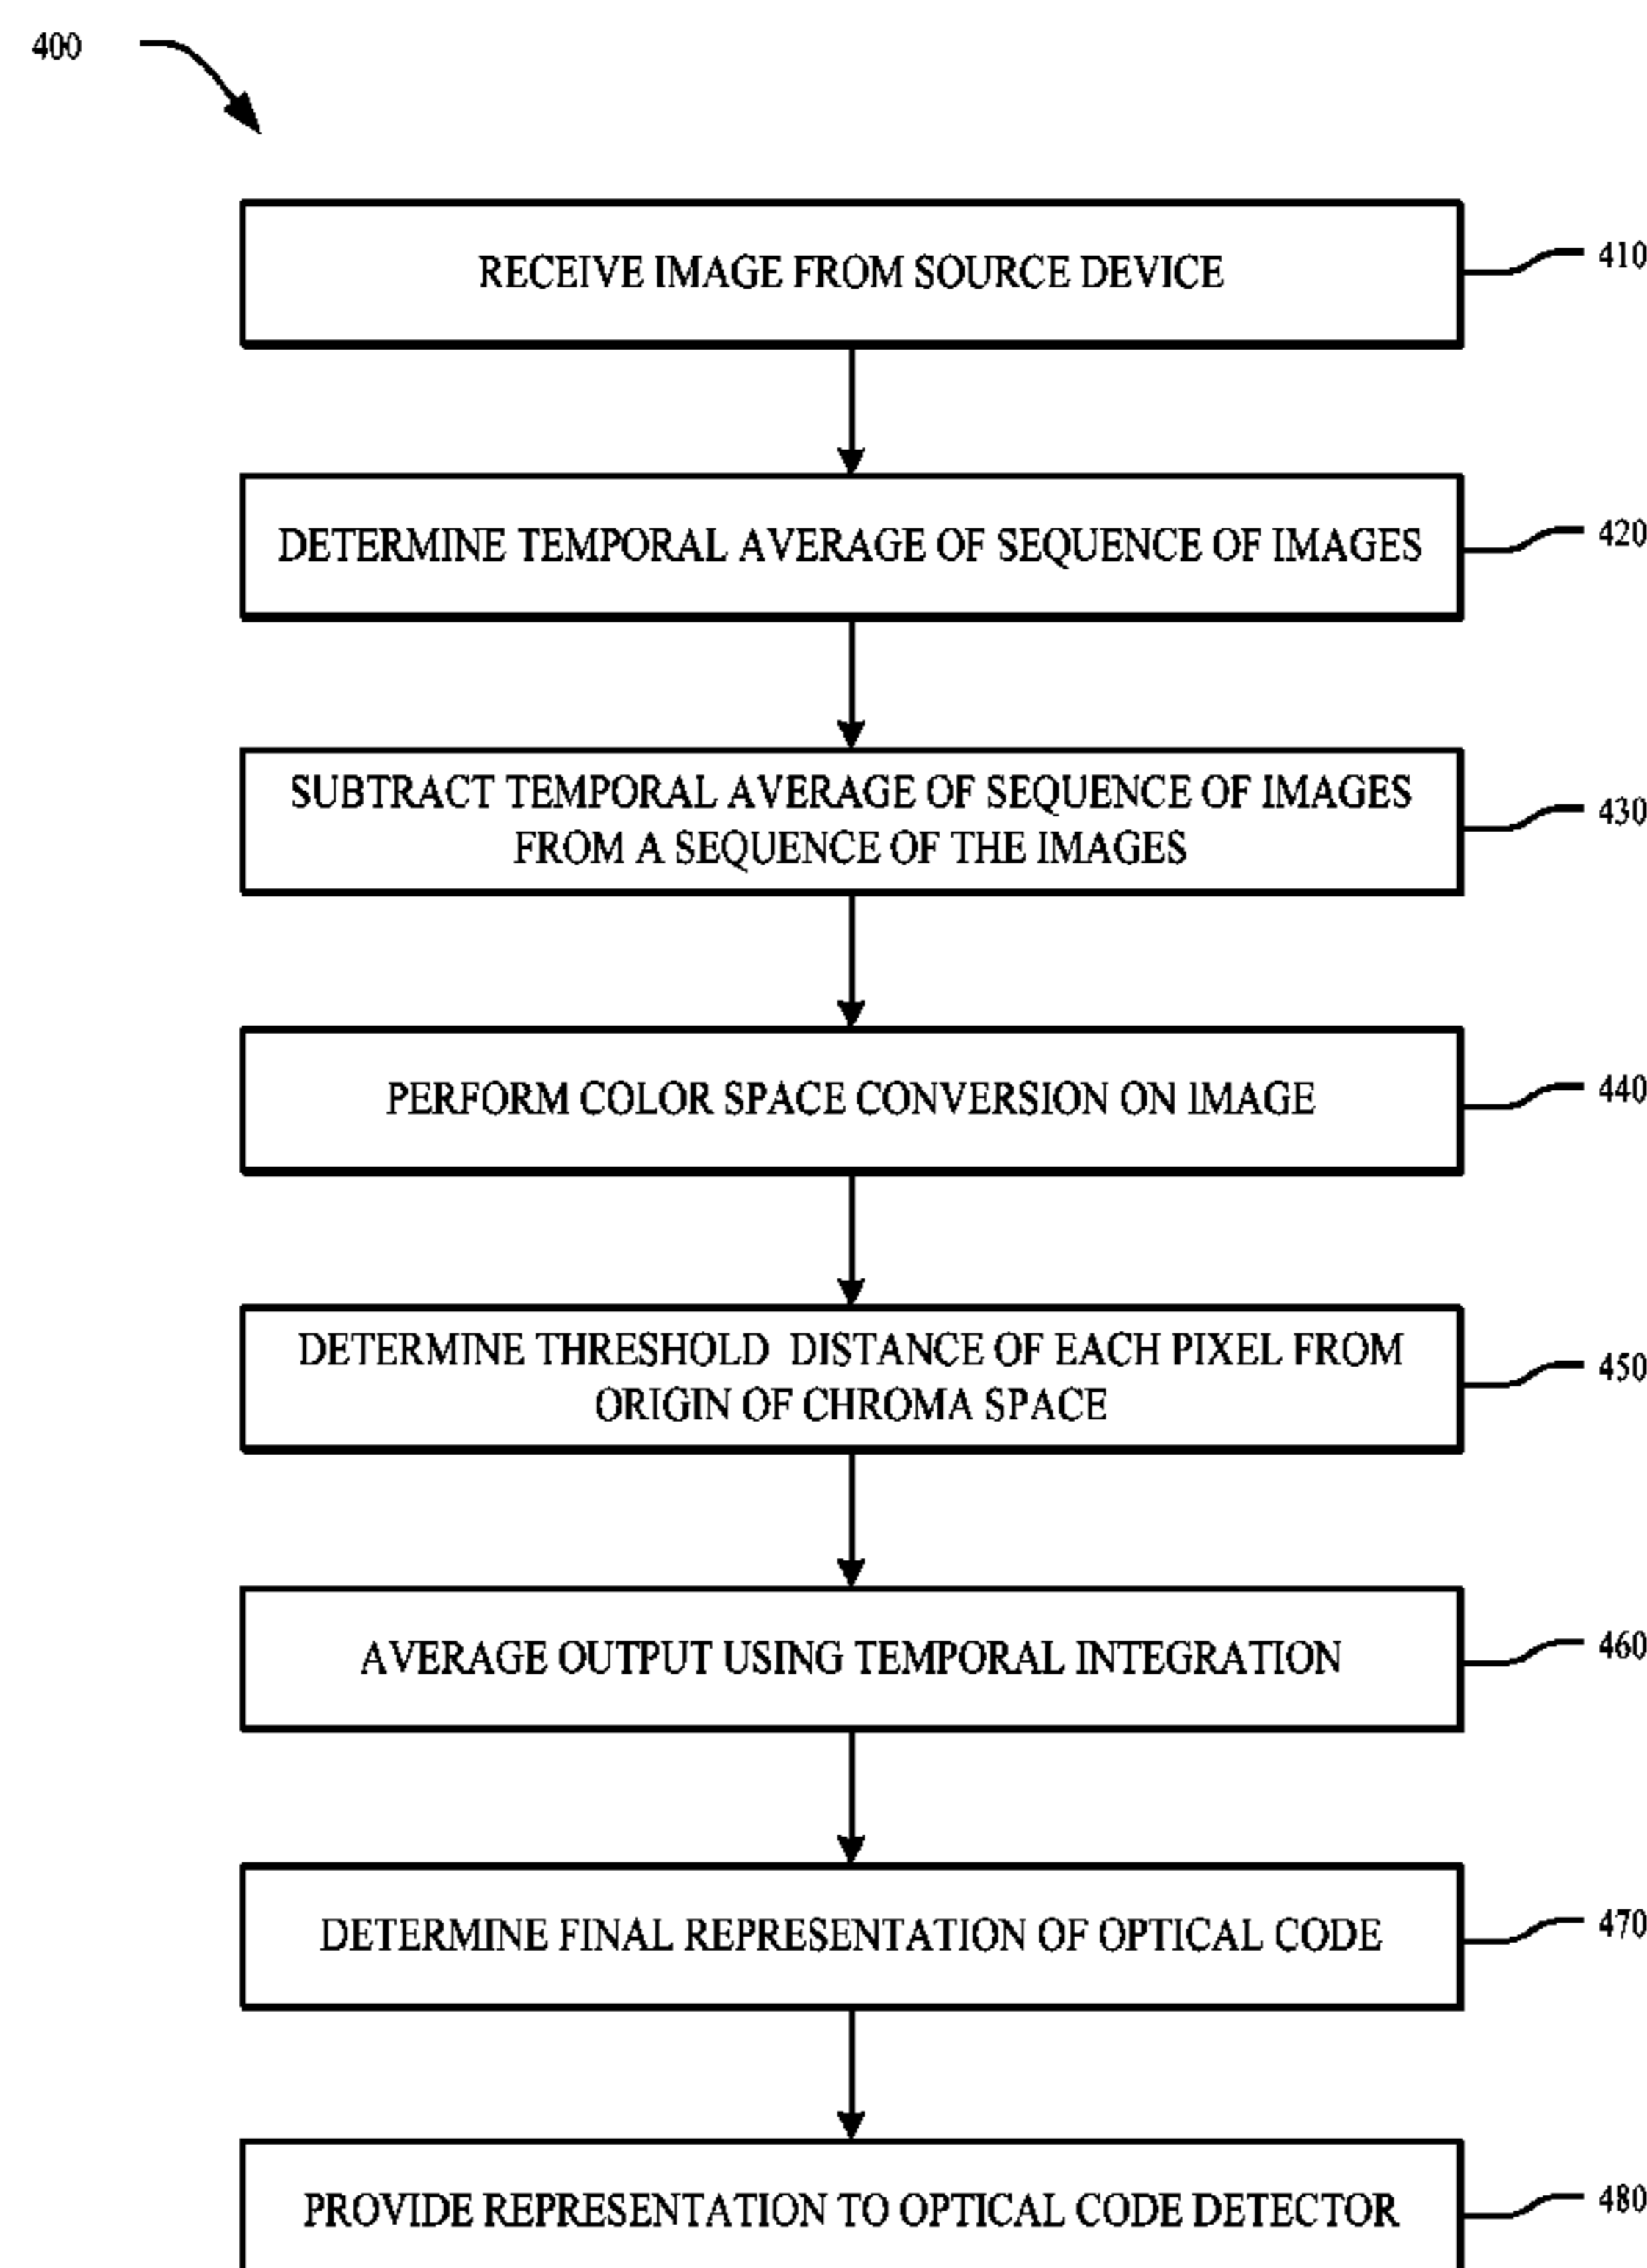 400
RECEIVE IMAGE FROM SOURCE DEVICE
410
DETERMINE TEMPORAL AVERAGE OF SEQUENCE OF IMAGES
420
SUBTRACT TEMPORAL AVERAGE OF SEQUENCE OF IMAGES
FROM A SEQUENCE OF THE IMAGES
430
PERFORM COLOR SPACE CONVERSION ON IMAGE
440
DETERMINE THRESHOLD DISTANCE OF EACH PIXEL FROM
ORIGIN OF CHROMA SPACE
450
AVERAGE OUTPUT USING TEMPORAL INTEGRATION
460
DETERMINE FINAL REPRESENTATION OF OPTICAL CODE
470
PROVIDE REPRESENTATION TO OPTICAL CODE DETECTOR
480